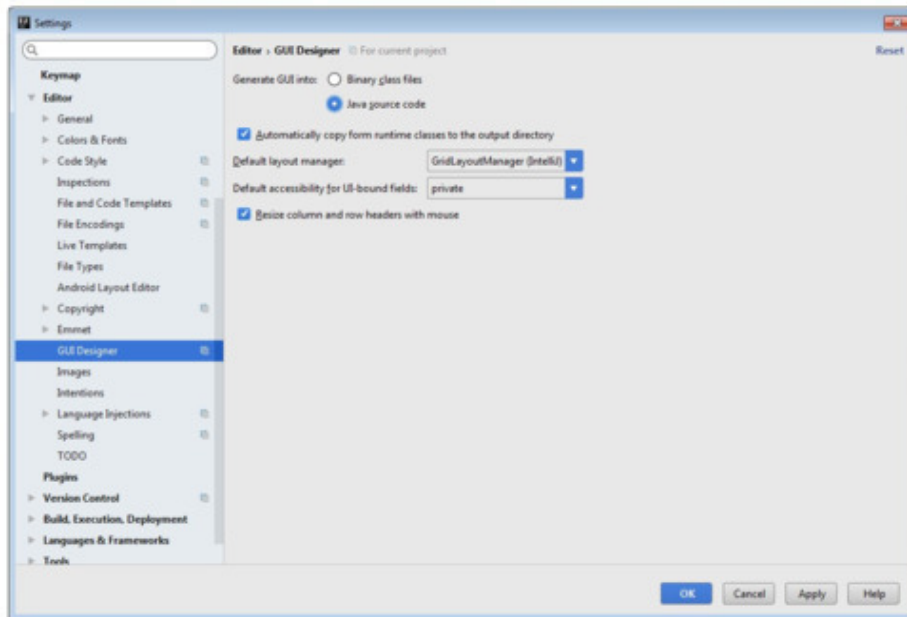 Settings
Editor › GUI Designer For current project Reset
Keymap
Editor
General
Colors & Fonts
Code Style
Inspections
File and Code Templates
File Encodings
Live Templates
File Types
Android Layout Editor
Copyright
Emmet
GUI Designer
Images
Intentions
Language Injections
Spelling
TODO
Plugins
Version Control
Build, Execution, Deployment
Languages & Frameworks
Tools
Generate GUI into: Binary class files
Java source code
Automatically copy form runtime classes to the output directory
Default layout manager: GridLayoutManager (IntelliJ)
Default accessibility for UI-bound fields: private
Resize column and row headers with mouse
OK Cancel Apply Help